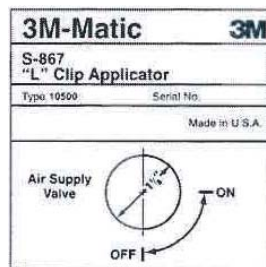 3M-Matic 3M
S-867
"L" Clip Applicator
Type 10500 Serial No.
Made in U.S.A.
Air Supply
Valve
ON
OFF